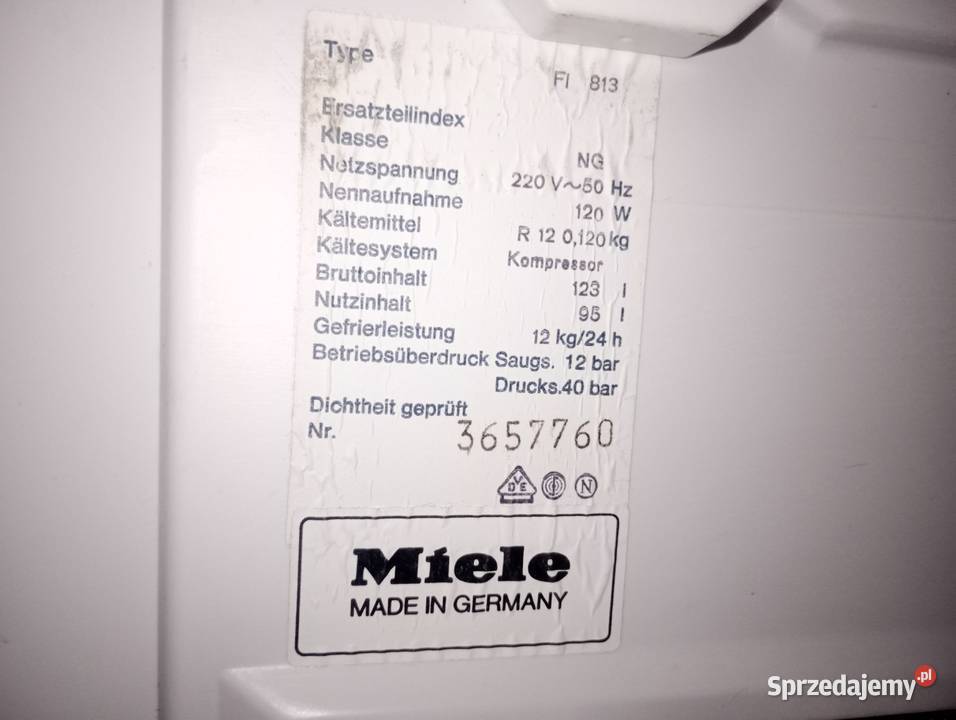 Type FI 813
Ersatzteilindex
Klasse NG
Netzspannung 220 V~50 Hz
Nennaufnahme 120 W
Kältemittel R 12 0,120 kg
Kältesystem Kompressor
Bruttoinhalt 123 l
Nutzinhalt 95 l
Gefrierleistung 12 kg/24 h
Betriebsüberdruck Saugs. 12 bar
Drucks.40 bar
Dichtheit geprüft
Nr. 3657760
DVE N
Miele
MADE IN GERMANY
Sprzedajemy.pl